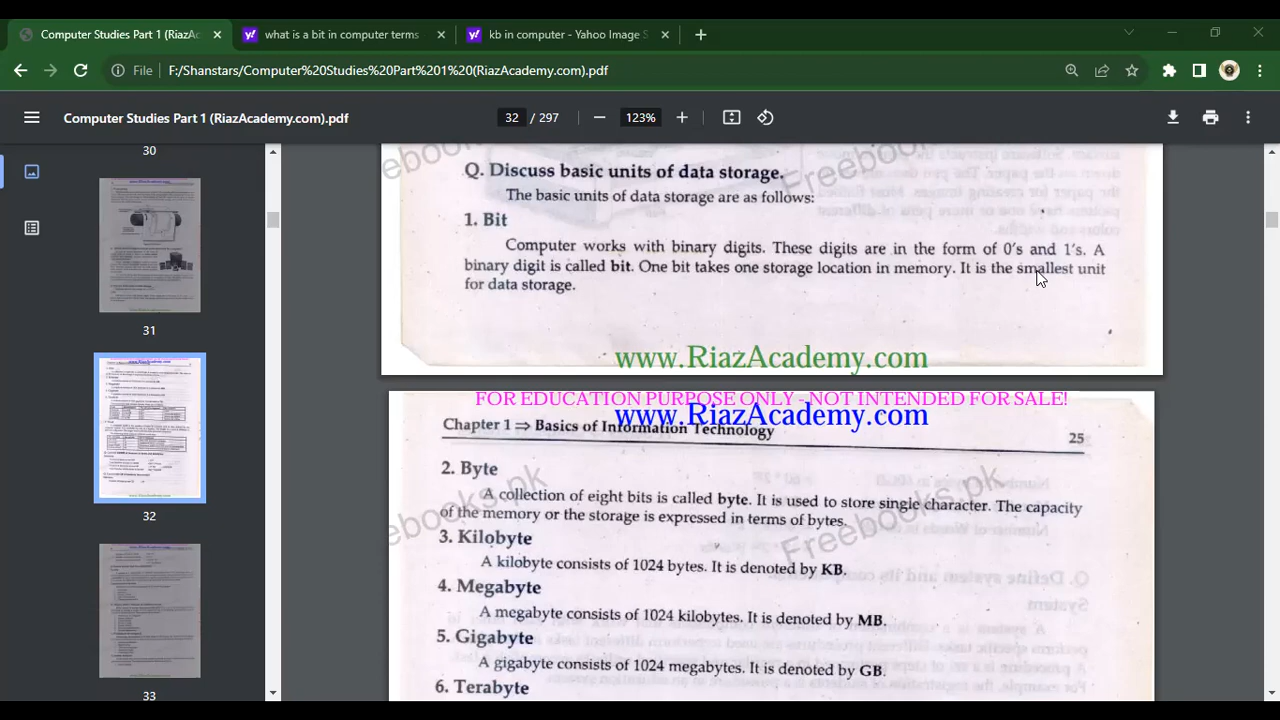 Computer Studies Part 1 (RiazA
what is a bit in computer terms
kb in computer - Yahoo Image S
File F:/Shanstars/Computer%20Studies%20Part%201%20(RiazAcademy.com).pdf
Computer Studies Part 1 (RiazAcademy.com).pdf
32 / 297
123%
30
31
32
33
Q. Discuss basic units of data storage.
The basic units of data storage are as follows:
1. Bit
Computer works with binary digits. These digits are in the form of 0's and 1's. A
binary digit is called bit. One bit takes one storage location in memory. It is the smallest unit
for data storage.
www.RiazAcademy.com
FOR EDUCATION PURPOSE ONLY - NOT INTENDED FOR SALE!
www.RiazAcademy.com
Chapter 1 ⇒ Basics of Information Technology
25
2. Byte
A collection of eight bits is called byte. It is used to store single character. The capacity
of the memory or the storage is expressed in terms of bytes.
3. Kilobyte
A kilobyte consists of 1024 bytes. It is denoted by KB.
4. Megabyte
A megabyte consists of 1024 kilobytes. It is denoted by MB.
5. Gigabyte
A gigabyte consists of 1024 megabytes. It is denoted by GB.
6. Terabyte
Freebooks.pk